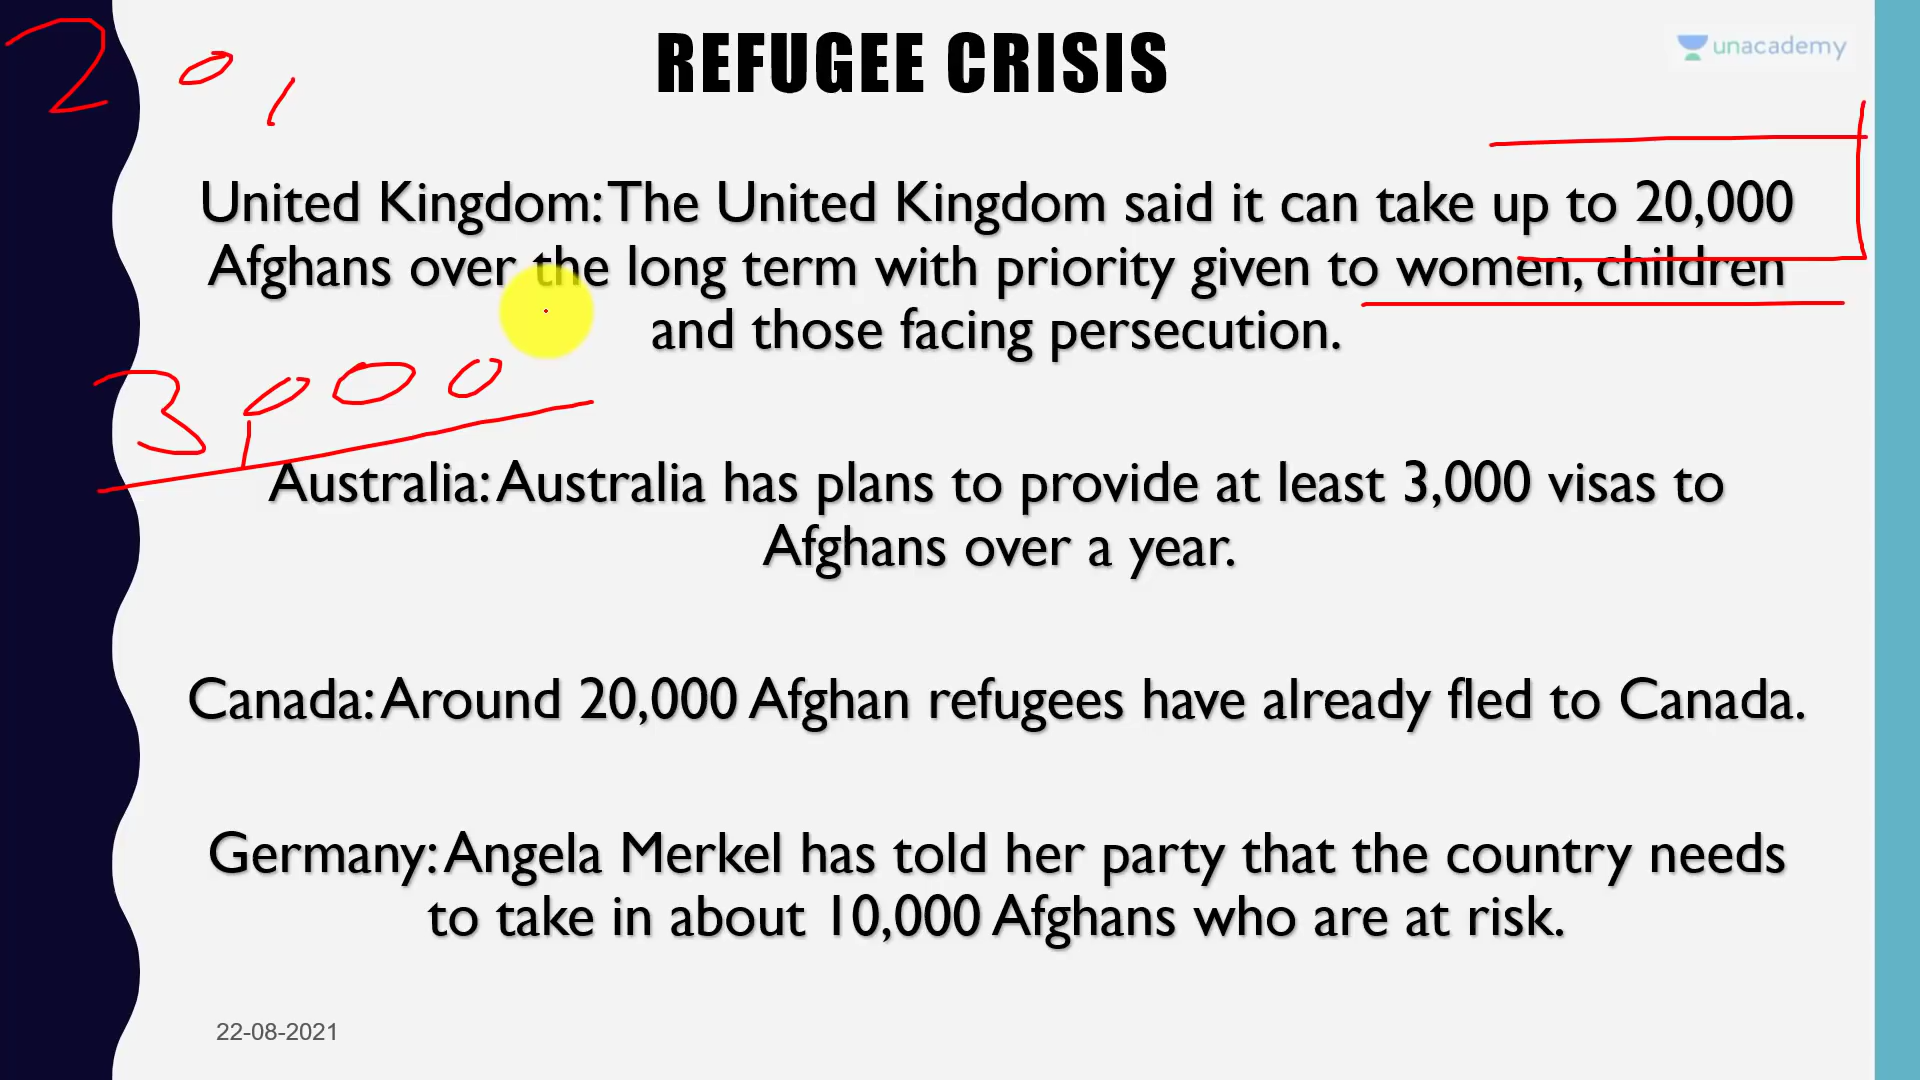 REFUGEE CRISIS
unacademy
20,
United Kingdom: The United Kingdom said it can take up to 20,000
Afghans over the long term with priority given to women, children
and those facing persecution.
3,000
Australia: Australia has plans to provide at least 3,000 visas to
Afghans over a year.
Canada: Around 20,000 Afghan refugees have already fled to Canada.
Germany: Angela Merkel has told her party that the country needs
to take in about 10,000 Afghans who are at risk.
22-08-2021